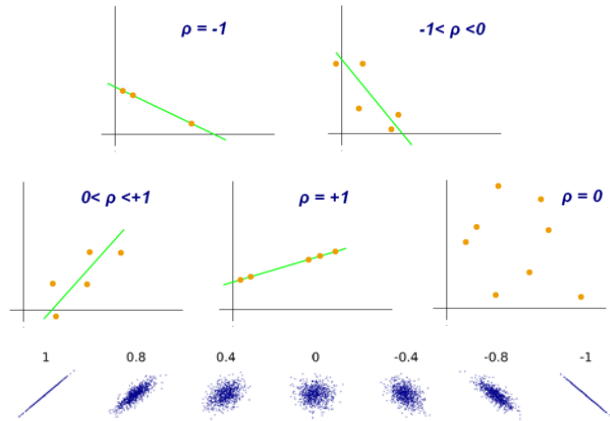 ρ = -1
-1< ρ <0
0< ρ <+1
ρ = +1
ρ = 0
1 0.8 0.4 0 -0.4 -0.8 -1